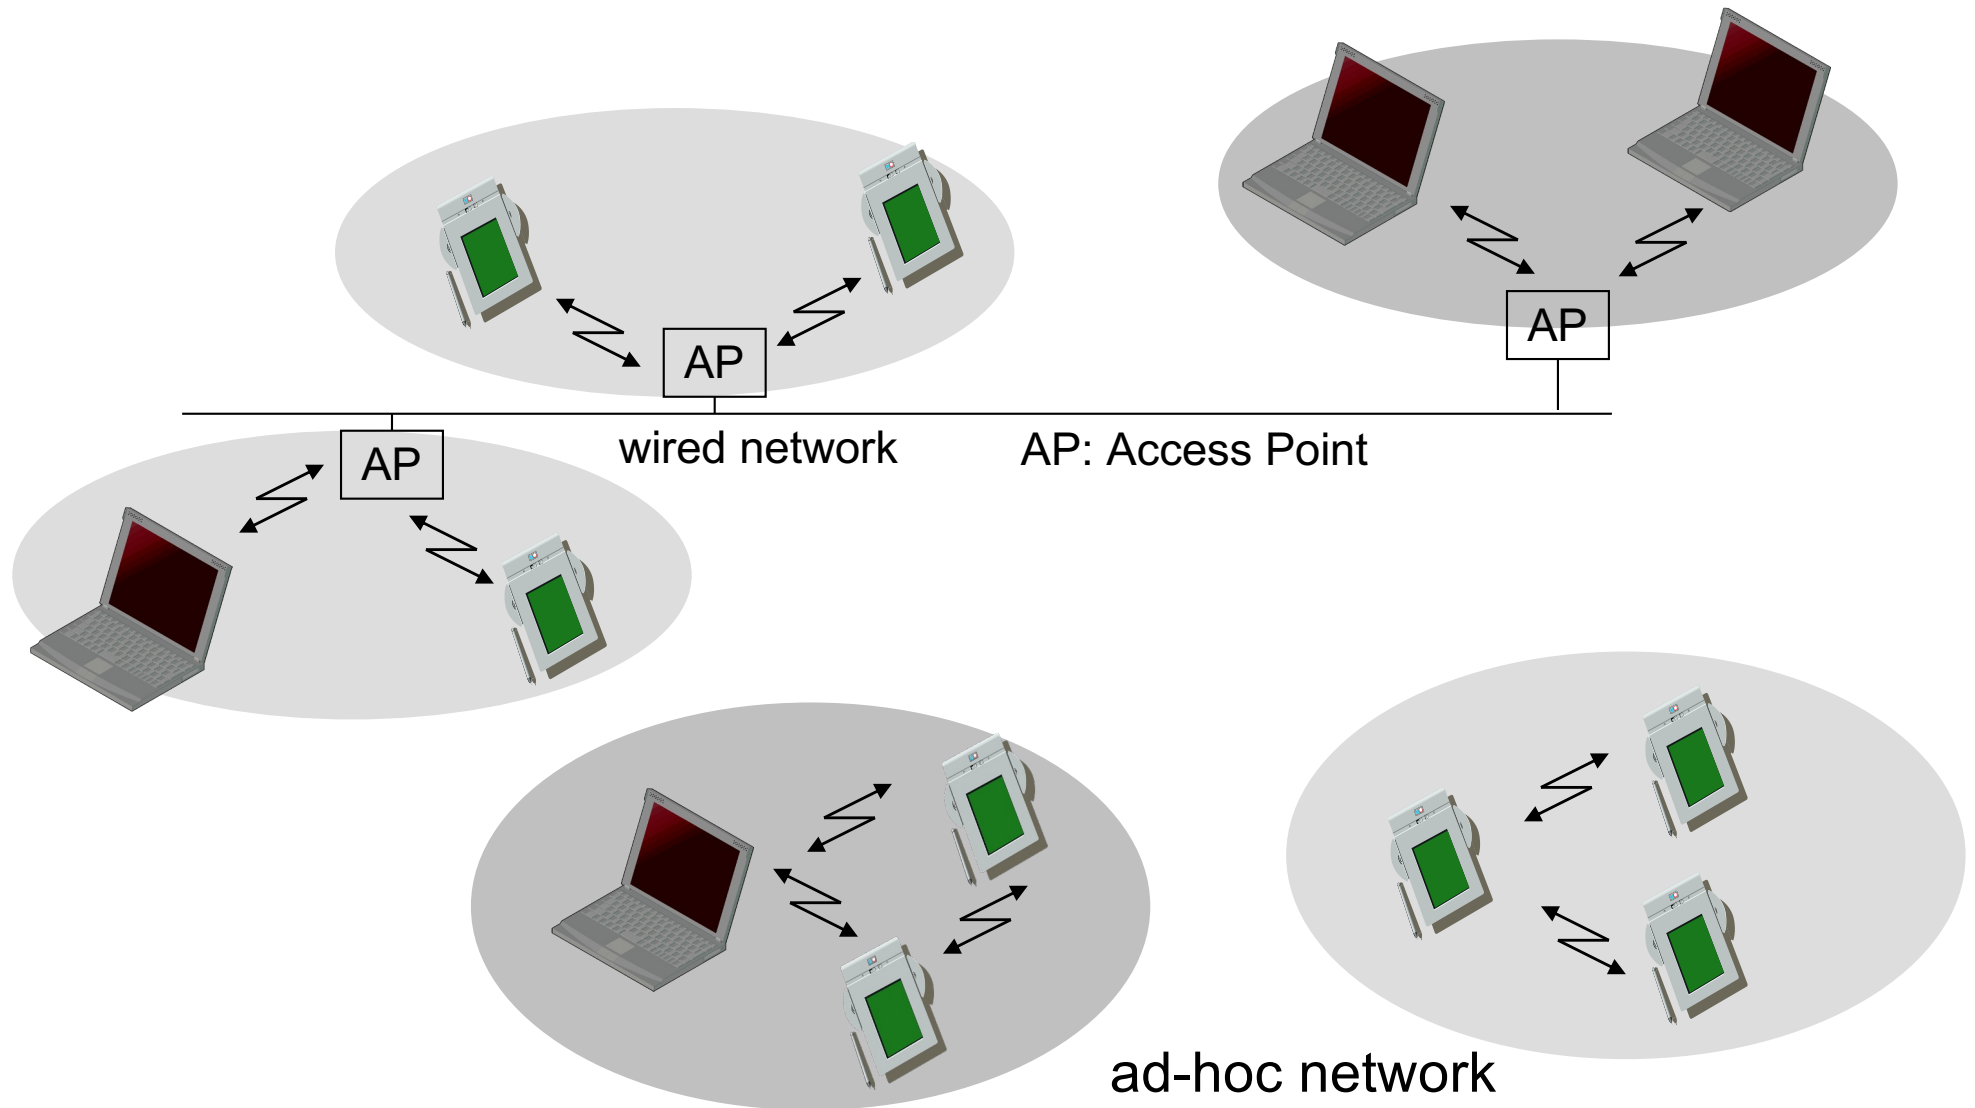 AP
AP
AP
wired network
AP: Access Point
ad-hoc network